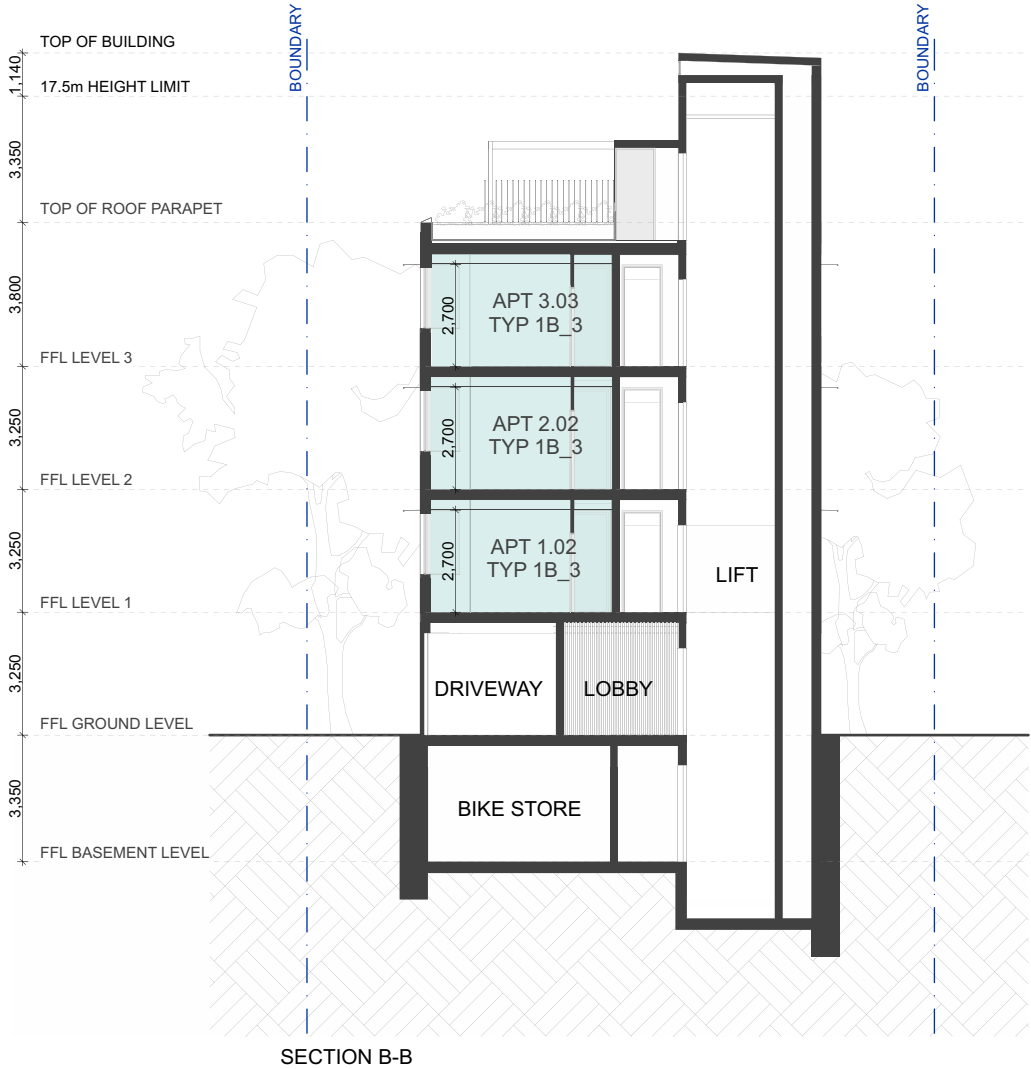 BOUNDARY
BOUNDARY
TOP OF BUILDING
1,140
17.5m HEIGHT LIMIT
3,350
TOP OF ROOF PARAPET
3,800
2,700
APT 3.03
TYP 1B_3
FFL LEVEL 3
3,250
2,700
APT 2.02
TYP 1B_3
FFL LEVEL 2
3,250
2,700
APT 1.02
TYP 1B_3
LIFT
FFL LEVEL 1
3,250
DRIVEWAY
LOBBY
FFL GROUND LEVEL
3,350
BIKE STORE
FFL BASEMENT LEVEL
SECTION B-B